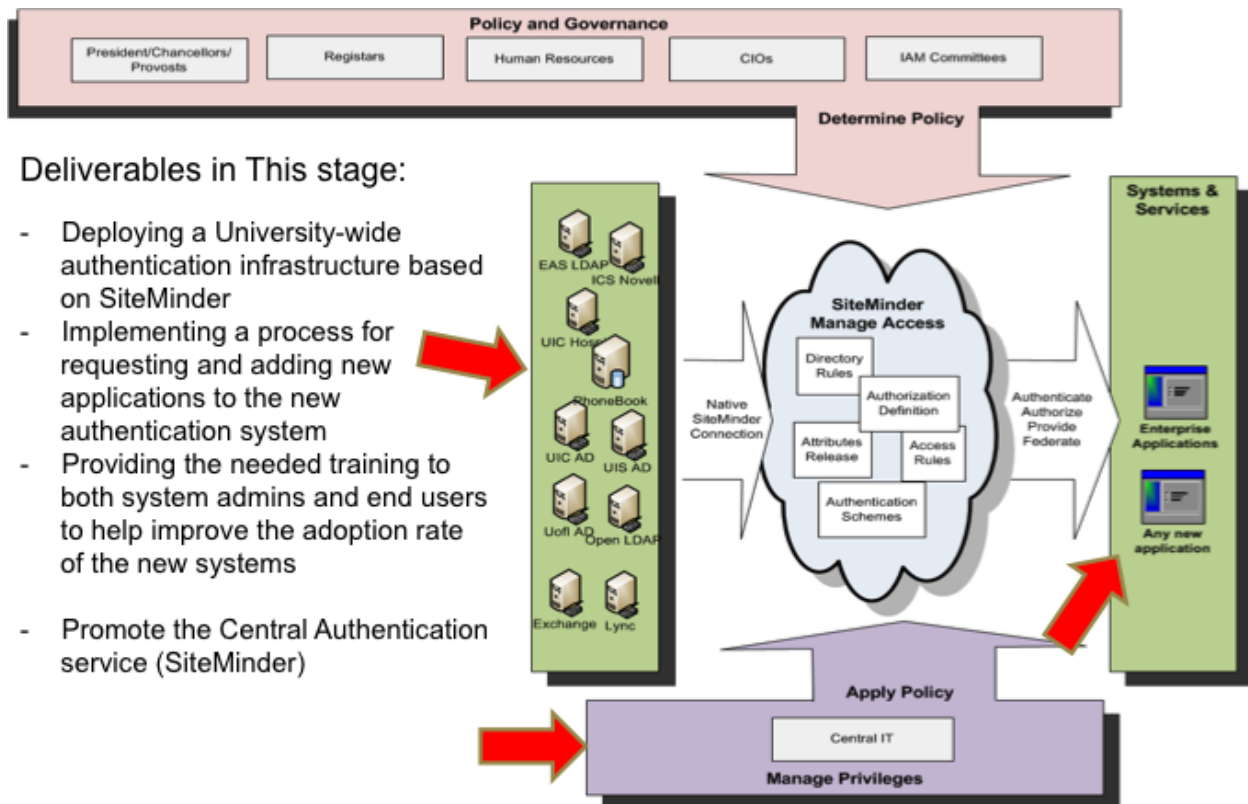 Policy and Governance
President/Chancellors/
Provosts
Registrars
Human Resources
CIOs
IAM Committees
Determine Policy
Deliverables in This stage:
- Deploying a University-wide
authentication infrastructure based
on SiteMinder
- Implementing a process for
requesting and adding new
applications to the new
authentication system
- Providing the needed training to
both system admins and end users
to help improve the adoption rate
of the new systems
- Promote the Central Authentication
service (SiteMinder)
EAS LDAP
ICS Novell
UIC Hosp
PhoneBook
UIC AD
UIS AD
UofI AD
Open LDAP
Exchange
Lync
Native
SiteMinder
Connection
SiteMinder
Manage Access
Directory
Rules
Authorization
Definition
Attributes
Release
Access
Rules
Authentication
Schemes
Authenticate
Authorize
Provide
Federate
Systems &
Services
Enterprise
Applications
Any new
application
Apply Policy
Central IT
Manage Privileges